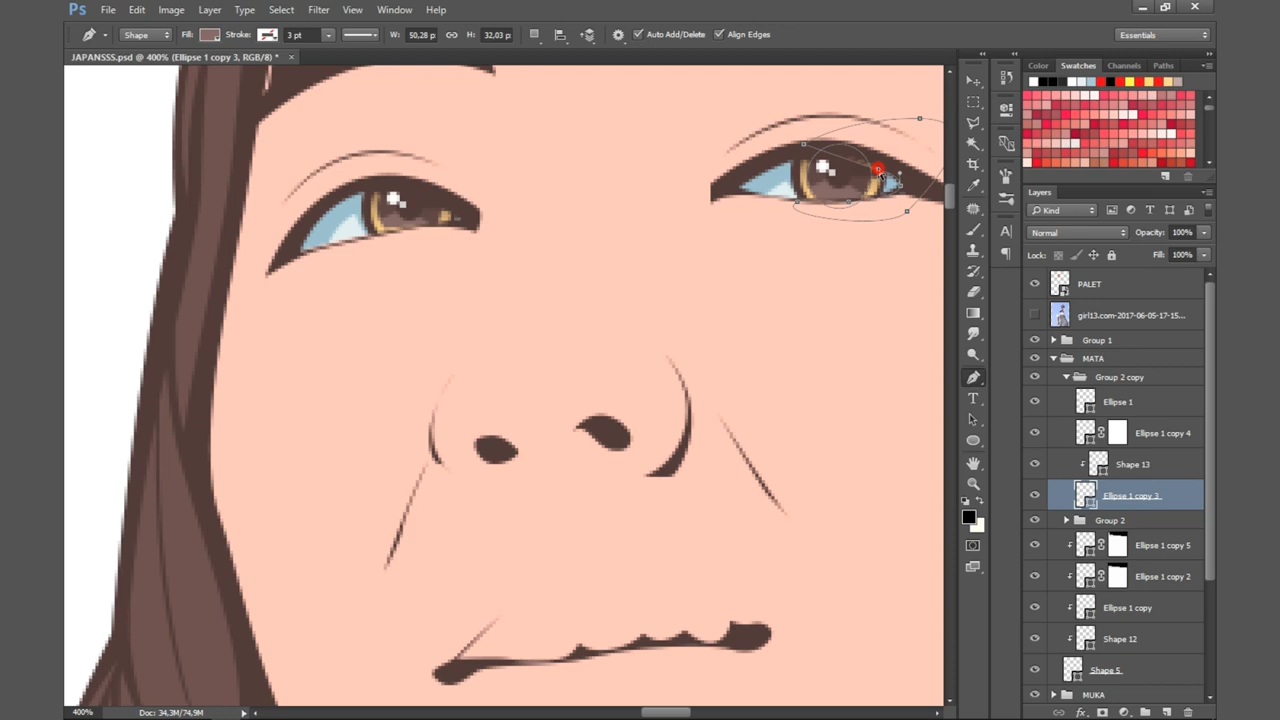 Ps File Edit Image Layer Type Select Filter View Window Help
Shape Fill: Stroke: 3 pt W: 50,28 p H: 32,03 p Auto Add/Delete Align Edges Essentials
JAPANSSS.psd @ 400% (Ellipse 1 copy 3, RGB/8) * ×
Color Swatches Channels Paths
Layers
Kind
Normal Opacity: 100%
Lock: Fill: 100%
PALET
girl13.com-2017-06-05-17-15...
Group 1
MATA
Group 2 copy
Ellipse 1
Ellipse 1 copy 4
Shape 13
Ellipse 1 copy 3
Group 2
Ellipse 1 copy 5
Ellipse 1 copy 2
Ellipse 1 copy
Shape 12
Shape 5
MUKA
400% Doc: 34,3M/74,9M